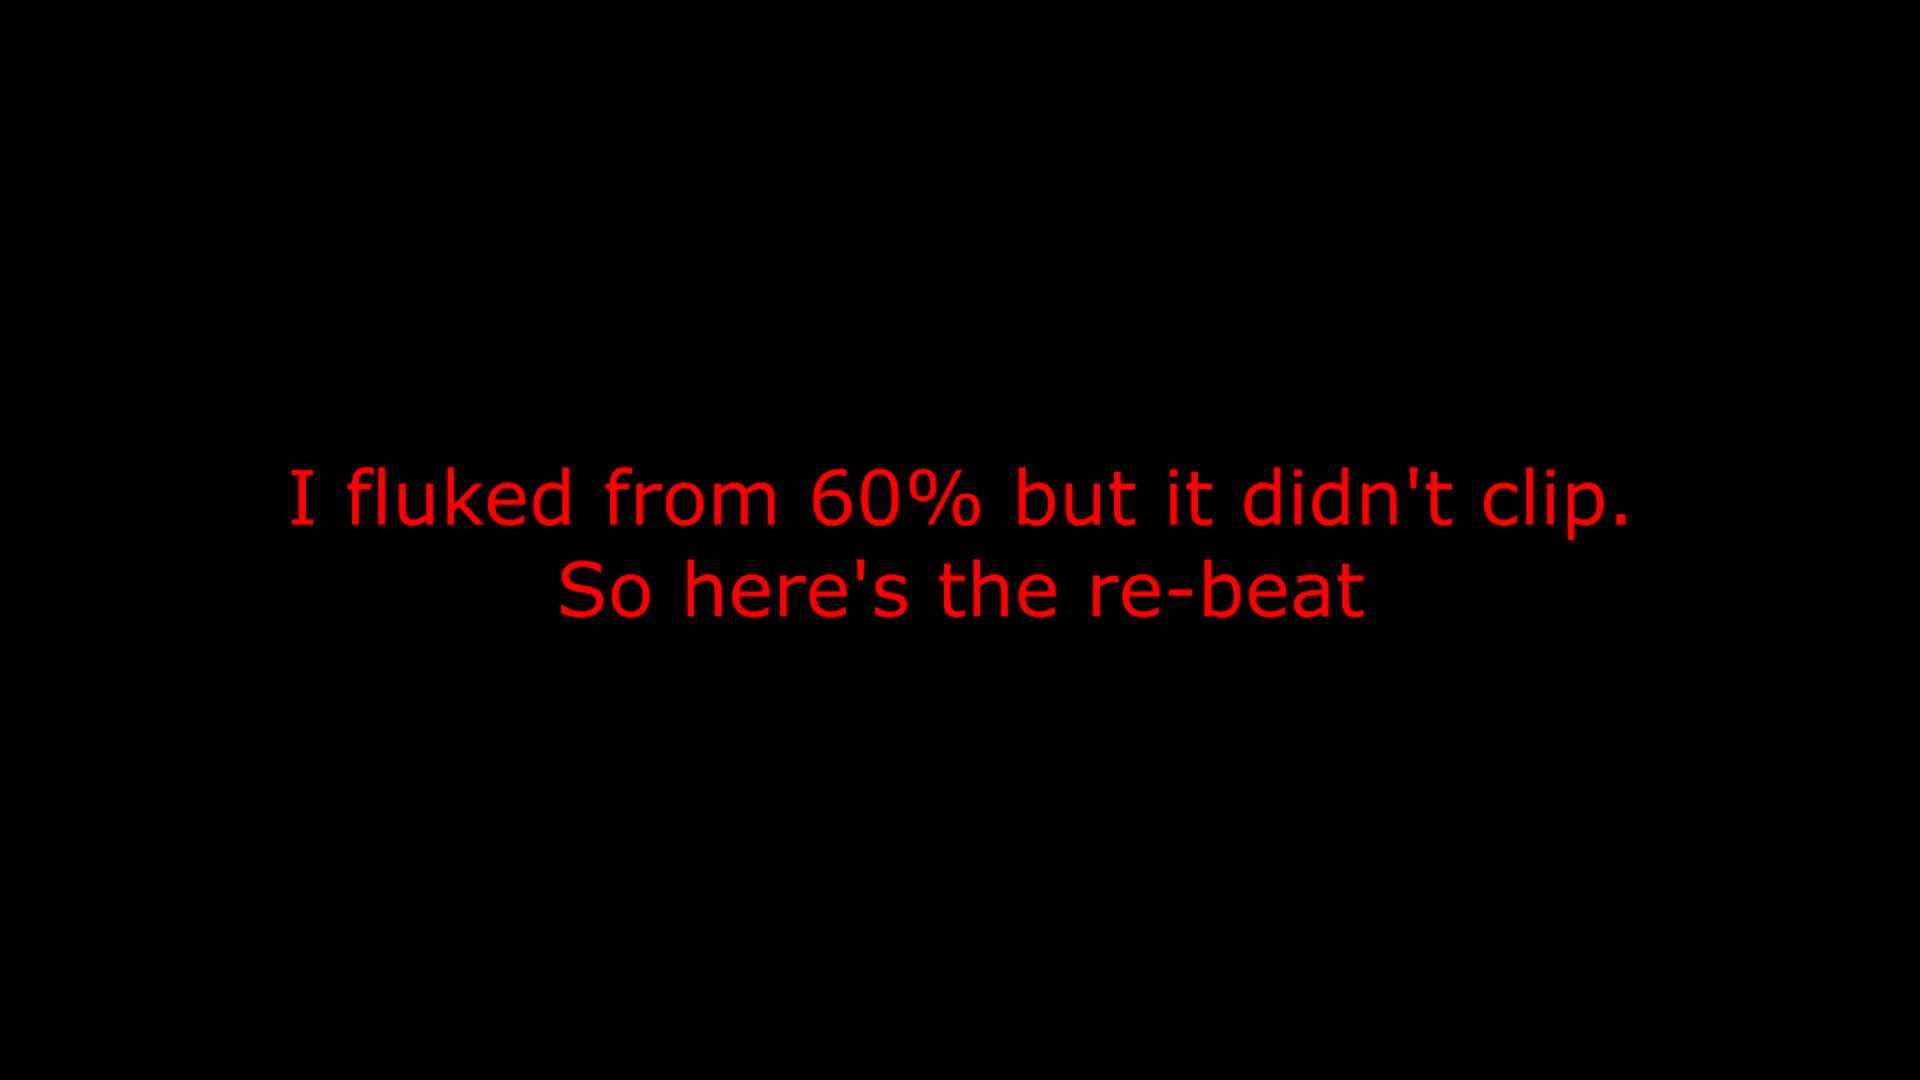 I fluked from 60% but it didn't clip.
So here's the re-beat